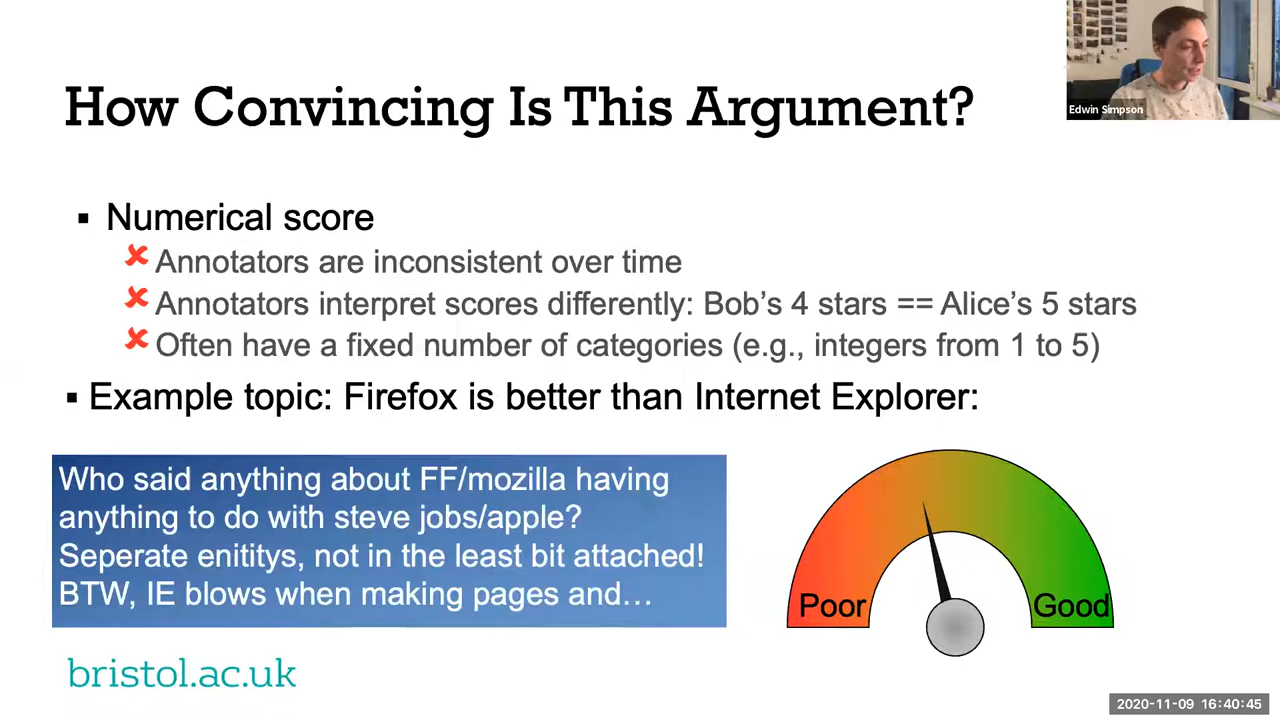 How Convincing Is This Argument?
Edwin Simpson
▪ Numerical score
✘ Annotators are inconsistent over time
✘ Annotators interpret scores differently: Bob’s 4 stars == Alice’s 5 stars
✘ Often have a fixed number of categories (e.g., integers from 1 to 5)
▪ Example topic: Firefox is better than Internet Explorer:
Who said anything about FF/mozilla having
anything to do with steve jobs/apple?
Seperate enititys, not in the least bit attached!
BTW, IE blows when making pages and…
Poor
Good
bristol.ac.uk
2020-11-09 16:40:45